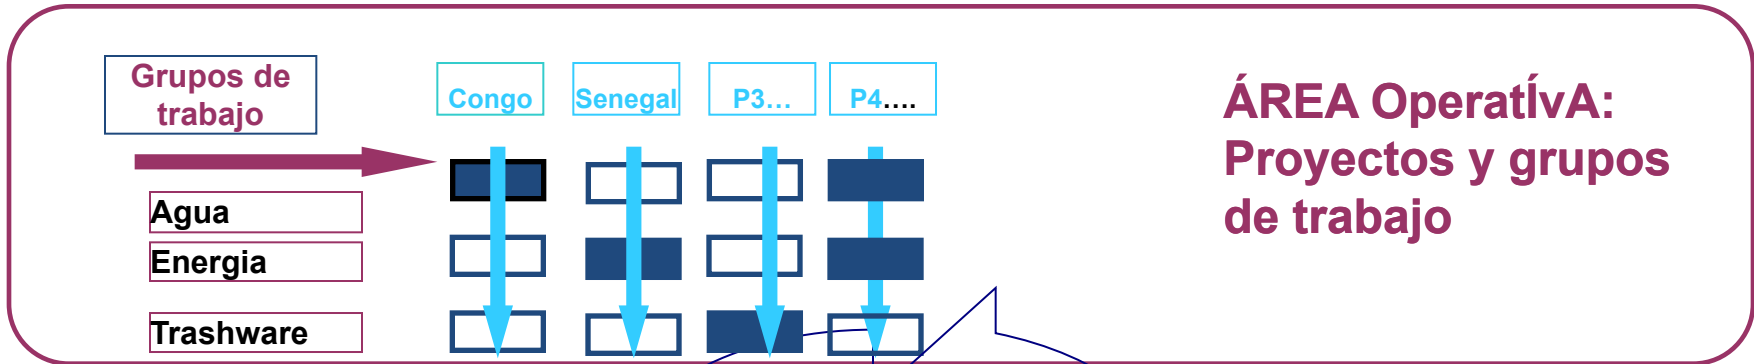 Grupos de
trabajo
Congo
Senegal
P3...
P4....
Agua
Energia
Trashware
ÁREA OperatÍvA:
Proyectos y grupos
de trabajo